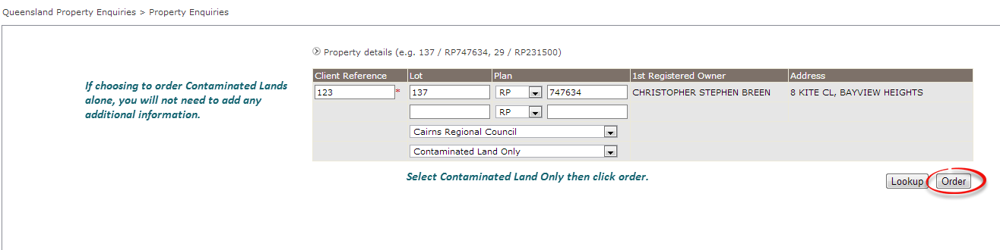 Queensland Property Enquiries > Property Enquiries
Property details (e.g. 137 / RP747634, 29 / RP231500)
If choosing to order Contaminated Lands
alone, you will not need to add any
additional information.
Client Reference Lot Plan 1st Registered Owner Address
123 * 137 RP 747634 CHRISTOPHER STEPHEN BREEN 8 KITE CL, BAYVIEW HEIGHTS
RP
Cairns Regional Council
Contaminated Land Only
Select Contaminated Land Only then click order.
Lookup Order